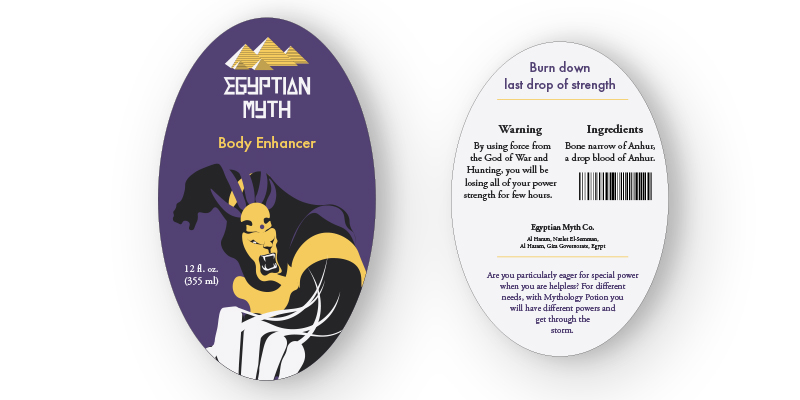 EGYPTIAN
MYTH
Body Enhancer
12 fl. oz.
(355 ml)
Burn down
last drop of strength
Warning
By using force from
the God of War and
Hunting, you will be
losing all of your power
strength for few hours.
Ingredients
Bone narrow of Anhur,
a drop blood of Anhur.
Egyptian Myth Co.
Al Haram, Nazlet El-Semman,
Al Haram, Giza Governorate, Egypt
Are you particularly eager for special power
when you are helpless? For different
needs, with Mythology Potion you
will have different powers and
get through the
storm.